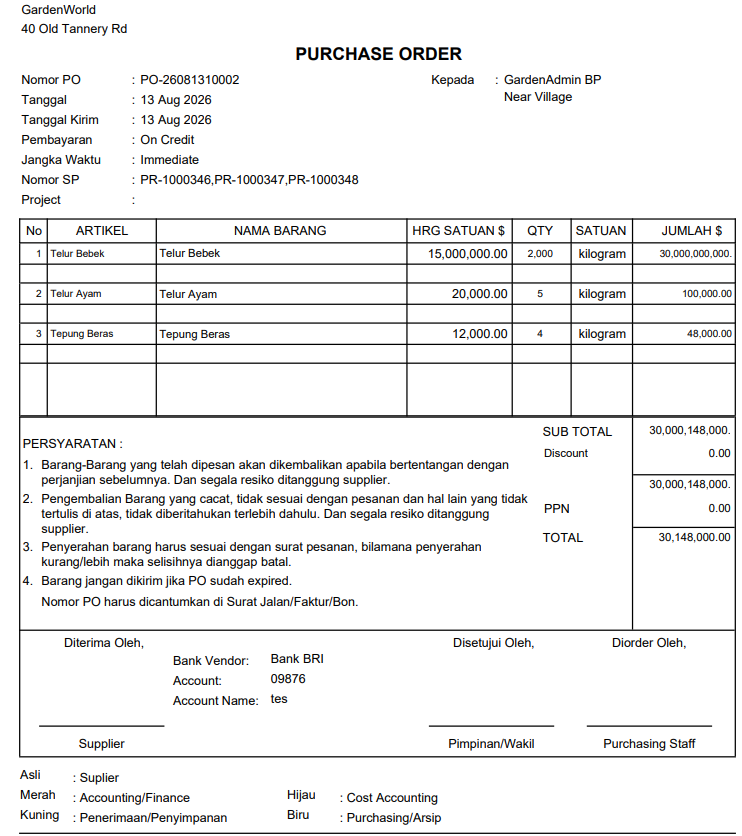 GardenWorld
40 Old Tannery Rd
PURCHASE ORDER
Nomor PO : PO-26081310002 Kepada : GardenAdmin BP
Tanggal : 13 Aug 2026 Near Village
Tanggal Kirim : 13 Aug 2026
Pembayaran : On Credit
Jangka Waktu : Immediate
Nomor SP : PR-1000346,PR-1000347,PR-1000348
Project :
No ARTIKEL NAMA BARANG HRG SATUAN $ QTY SATUAN JUMLAH $
1 Telur Bebek Telur Bebek 15,000,000.00 2,000 kilogram 30,000,000,000.
2 Telur Ayam Telur Ayam 20,000.00 5 kilogram 100,000.00
3 Tepung Beras Tepung Beras 12,000.00 4 kilogram 48,000.00
SUB TOTAL 30,000,148,000.
Discount 0.00
30,000,148,000.
PPN 0.00
TOTAL 30,148,000.00
PERSYARATAN :
1. Barang-Barang yang telah dipesan akan dikembalikan apabila bertentangan dengan
perjanjian sebelumnya. Dan segala resiko ditanggung supplier.
2. Pengembalian Barang yang cacat, tidak sesuai dengan pesanan dan hal lain yang tidak
tertulis di atas, tidak diberitahukan terlebih dahulu. Dan segala resiko ditanggung
supplier.
3. Penyerahan barang harus sesuai dengan surat pesanan, bilamana penyerahan
kurang/lebih maka selisihnya dianggap batal.
4. Barang jangan dikirim jika PO sudah expired.
Nomor PO harus dicantumkan di Surat Jalan/Faktur/Bon.
Diterima Oleh, Disetujui Oleh, Diorder Oleh,
Bank Vendor: Bank BRI
Account: 09876
Account Name: tes
Supplier Pimpinan/Wakil Purchasing Staff
Asli : Suplier
Merah : Accounting/Finance Hijau : Cost Accounting
Kuning : Penerimaan/Penyimpanan Biru : Purchasing/Arsip